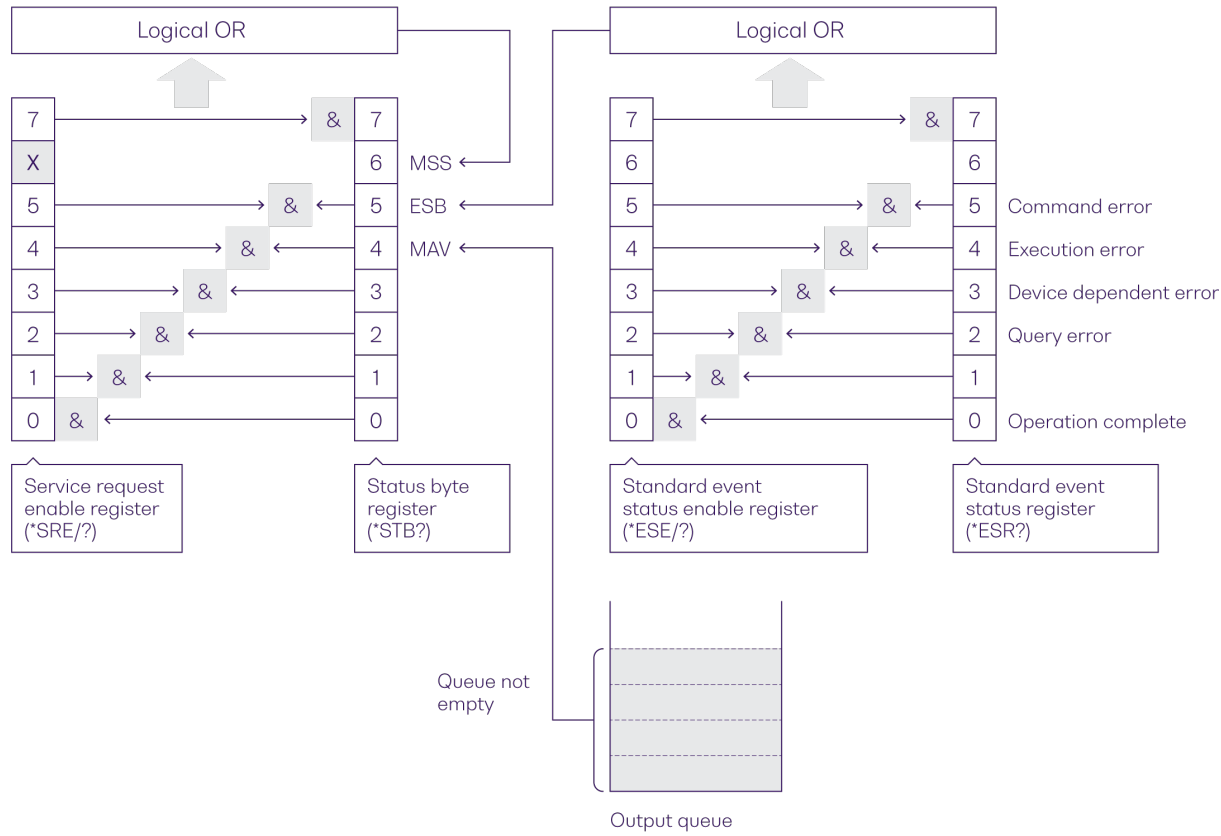 Logical OR
Logical OR
7 & 7 7 & 7
X 6 MSS 6 6
5 & 5 ESB 5 & 5 Command error
4 & 4 MAV 4 & 4 Execution error
3 & 3 3 & 3 Device dependent error
2 & 2 2 & 2 Query error
1 & 1 1 & 1
0 & 0 0 & 0 Operation complete
Service request
enable register
(*SRE/?)
Status byte
register
(*STB?)
Standard event
status enable register
(*ESE/?)
Standard event
status register
(*ESR?)
Queue not
empty
Output queue